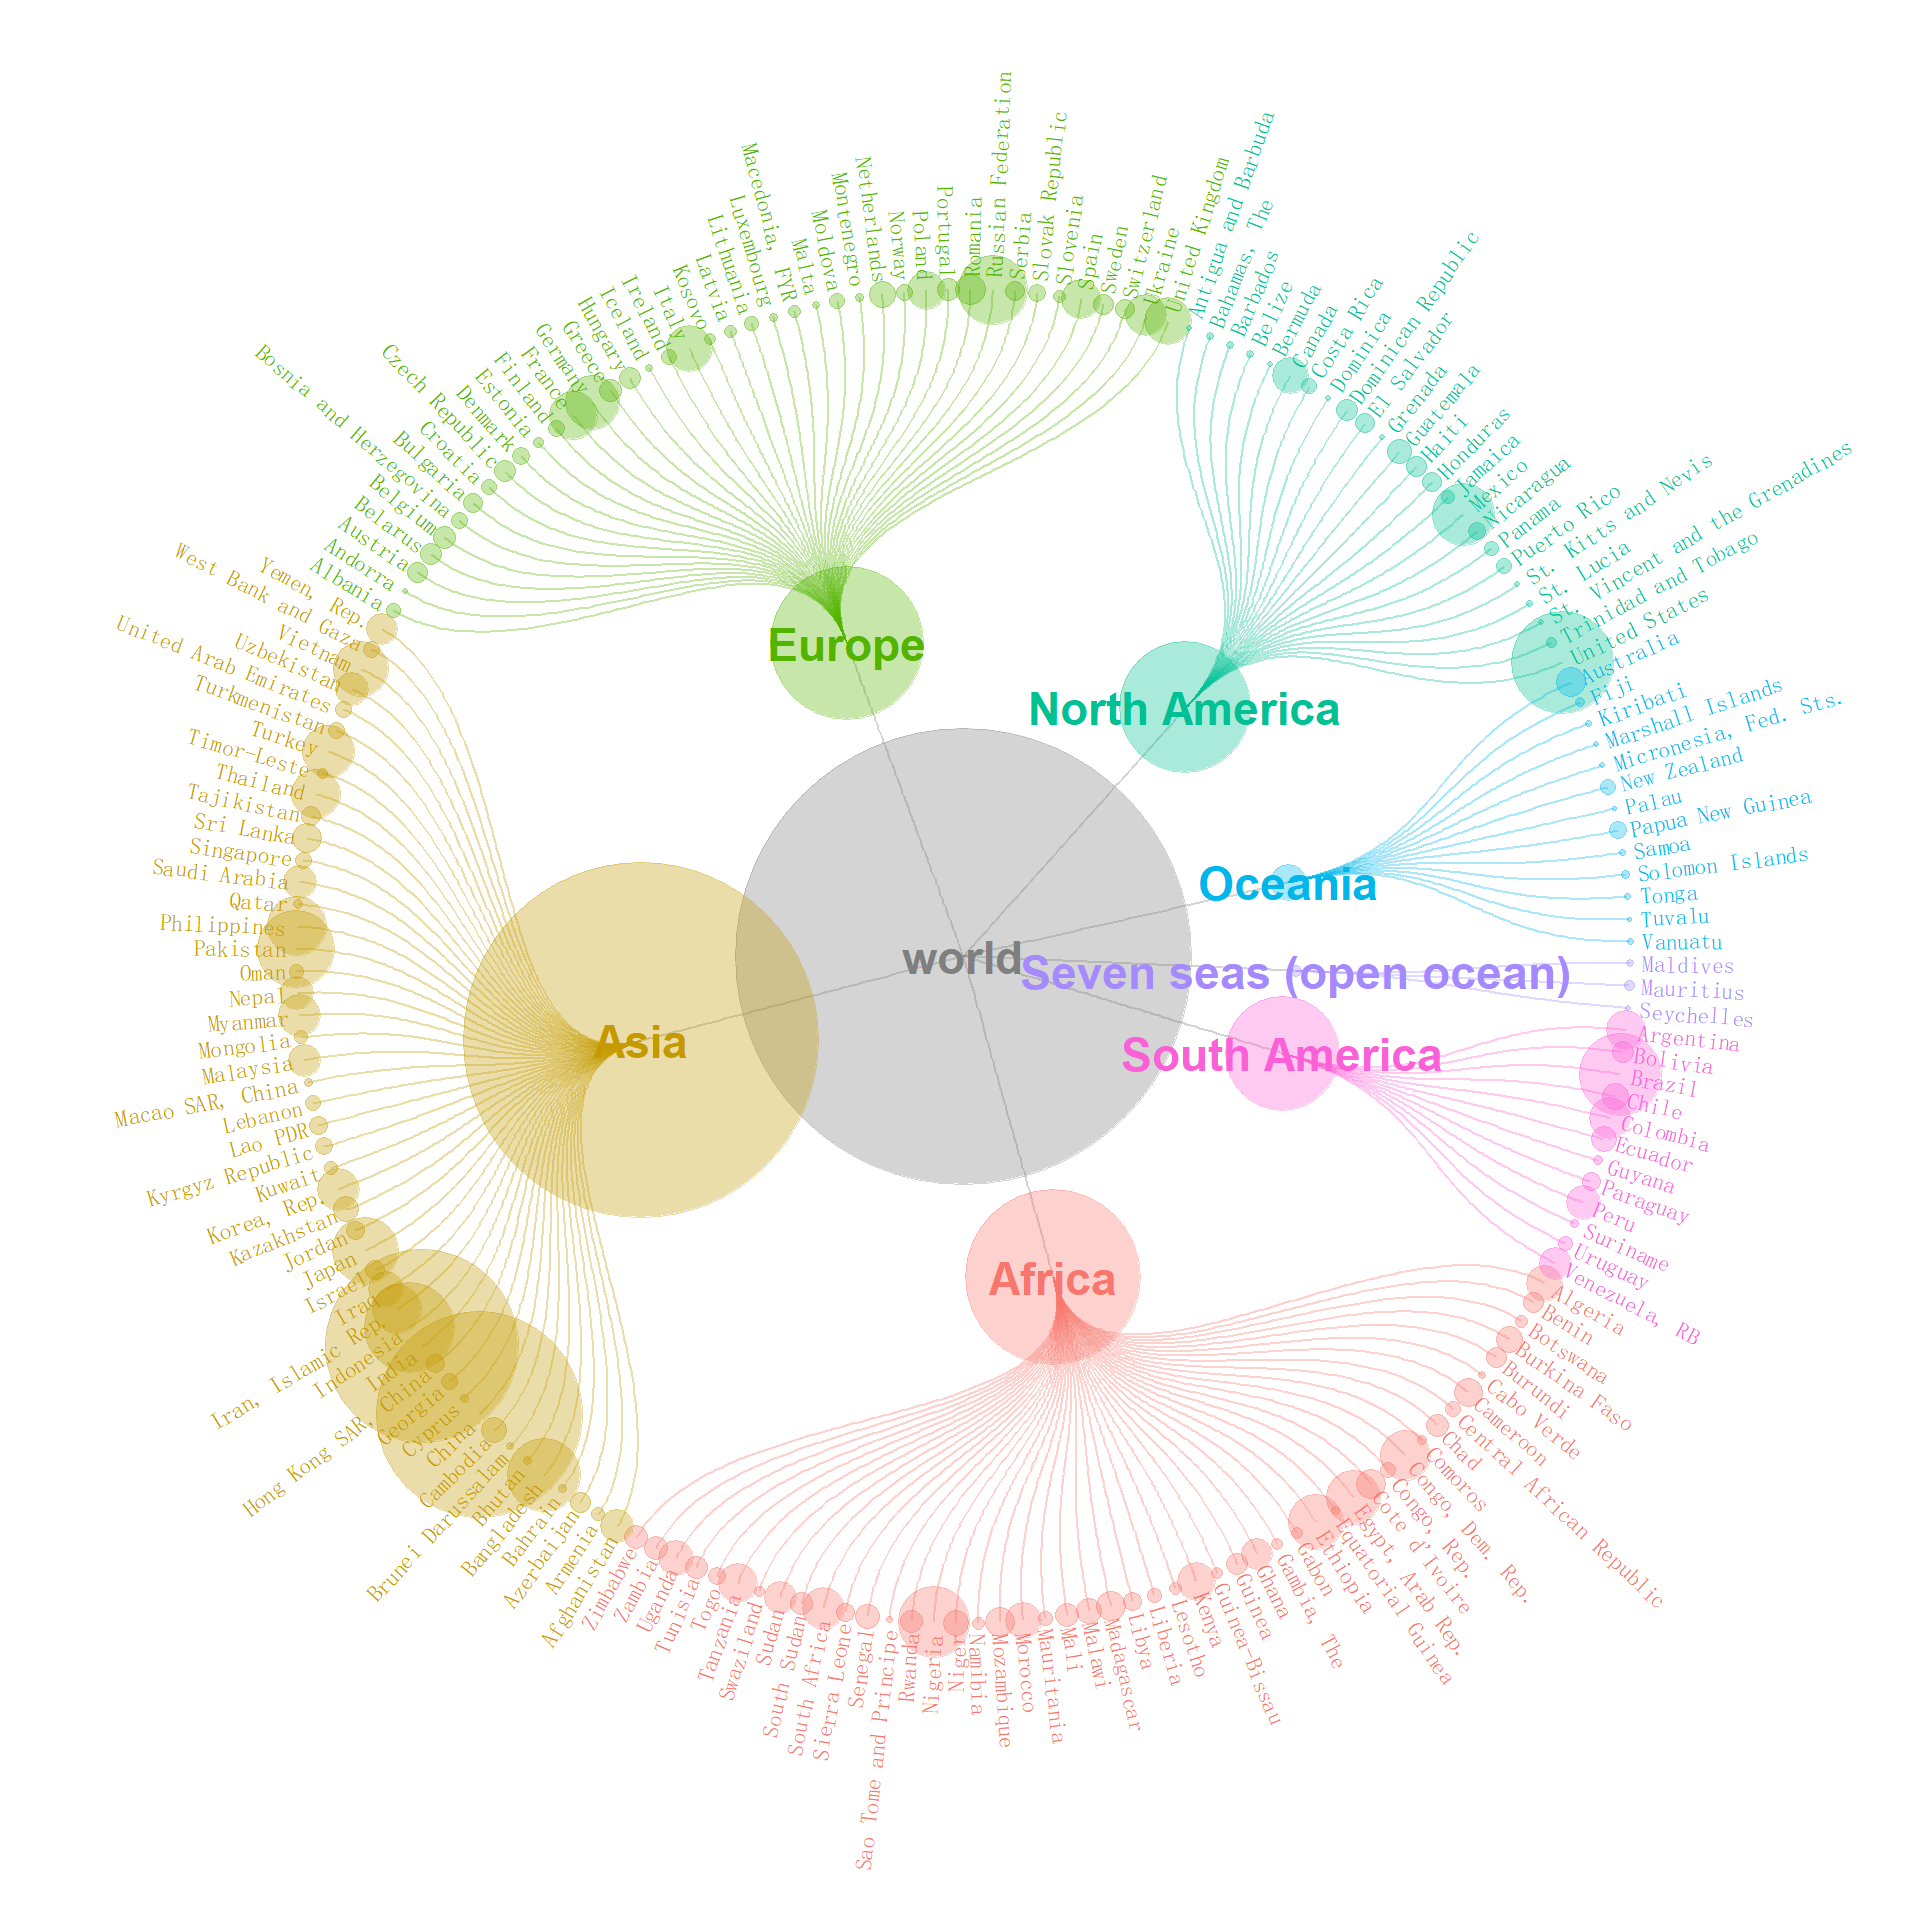 world
Europe
North America
Oceania
Seven seas (open ocean)
South America
Africa
Asia
Albania
Andorra
Austria
Belarus
Belgium
Bosnia and Herzegovina
Bulgaria
Croatia
Czech Republic
Denmark
Estonia
Finland
France
Germany
Greece
Hungary
Iceland
Ireland
Italy
Kosovo
Latvia
Lithuania
Luxembourg
Macedonia, FYR
Malta
Moldova
Montenegro
Netherlands
Norway
Poland
Portugal
Romania
Russian Federation
Serbia
Slovak Republic
Slovenia
Spain
Sweden
Switzerland
Ukraine
United Kingdom
Antigua and Barbuda
Bahamas, The
Barbados
Belize
Bermuda
Canada
Costa Rica
Dominica
Dominican Republic
El Salvador
Grenada
Guatemala
Haiti
Honduras
Jamaica
Mexico
Nicaragua
Panama
Puerto Rico
St. Kitts and Nevis
St. Lucia
St. Vincent and the Grenadines
Trinidad and Tobago
United States
Australia
Fiji
Kiribati
Marshall Islands
Micronesia, Fed. Sts.
New Zealand
Palau
Papua New Guinea
Samoa
Solomon Islands
Tonga
Tuvalu
Vanuatu
Maldives
Mauritius
Seychelles
Argentina
Bolivia
Brazil
Chile
Colombia
Ecuador
Guyana
Paraguay
Peru
Suriname
Uruguay
Venezuela, RB
Algeria
Benin
Botswana
Burkina Faso
Burundi
Cabo Verde
Cameroon
Central African Republic
Chad
Comoros
Congo, Dem. Rep.
Congo, Rep.
Cote d'Ivoire
Egypt, Arab Rep.
Equatorial Guinea
Ethiopia
Gabon
Gambia, The
Ghana
Guinea
Guinea-Bissau
Kenya
Lesotho
Liberia
Libya
Madagascar
Malawi
Mali
Mauritania
Morocco
Mozambique
Namibia
Niger
Nigeria
Rwanda
Sao Tome and Principe
Senegal
Sierra Leone
South Africa
South Sudan
Sudan
Swaziland
Tanzania
Togo
Tunisia
Uganda
Zambia
Zimbabwe
Afghanistan
Armenia
Azerbaijan
Bahrain
Bangladesh
Bhutan
Brunei Darussalam
Cambodia
China
Cyprus
Georgia
Hong Kong SAR, China
India
Indonesia
Iran, Islamic Rep.
Iraq
Israel
Japan
Jordan
Kazakhstan
Korea, Rep.
Kuwait
Kyrgyz Republic
Lao PDR
Lebanon
Macao SAR, China
Malaysia
Mongolia
Myanmar
Nepal
Oman
Pakistan
Philippines
Qatar
Saudi Arabia
Singapore
Sri Lanka
Tajikistan
Thailand
Timor-Leste
Turkey
Turkmenistan
United Arab Emirates
Uzbekistan
Vietnam
West Bank and Gaza
Yemen, Rep.